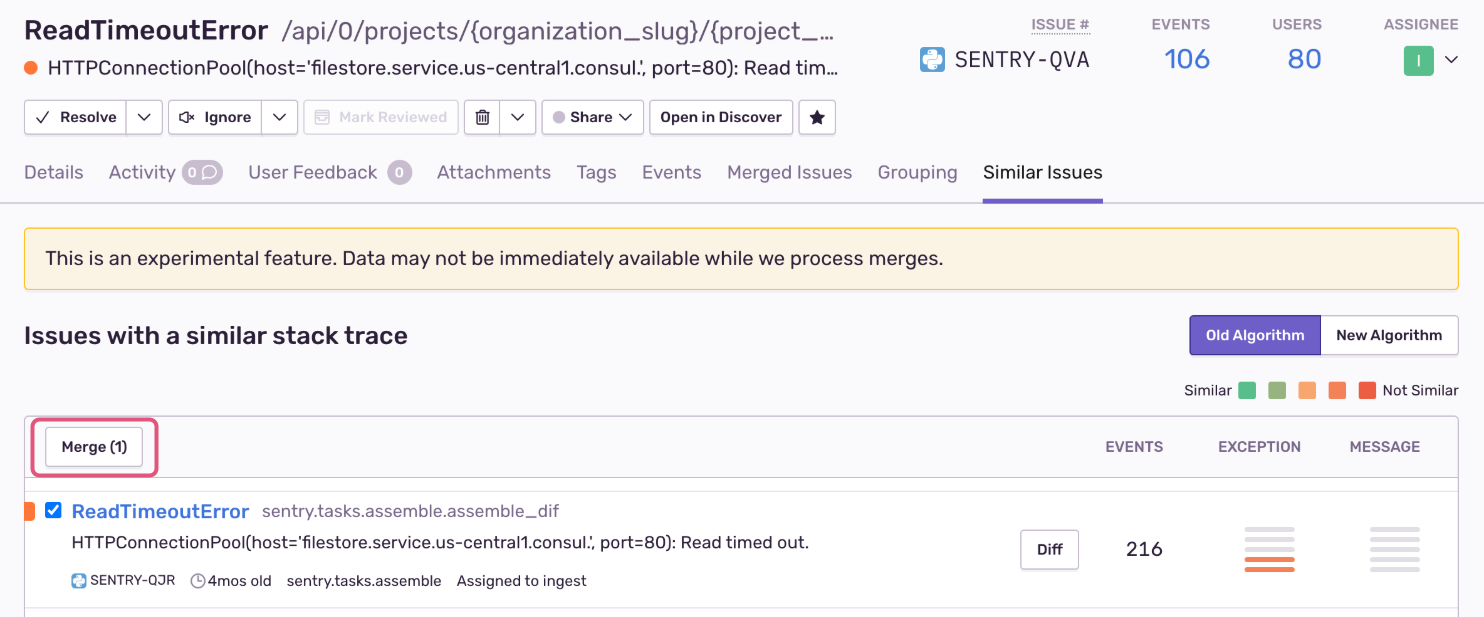 ReadTimeoutError /api/0/projects/{organization_slug}/{project_...
ISSUE # EVENTS USERS ASSIGNEE
HTTPConnectionPool(host='filestore.service.us-central1.consul.', port=80): Read tim...
SENTRY-QVA 106 80 I
Resolve Ignore Mark Reviewed Share Open in Discover
Details Activity 0 User Feedback 0 Attachments Tags Events Merged Issues Grouping Similar Issues
This is an experimental feature. Data may not be immediately available while we process merges.
Issues with a similar stack trace Old Algorithm New Algorithm
Similar Not Similar
Merge (1) EVENTS EXCEPTION MESSAGE
ReadTimeoutError sentry.tasks.assemble.assemble_dif
HTTPConnectionPool(host='filestore.service.us-central1.consul.', port=80): Read timed out.
Diff 216
SENTRY-QJR 4mos old sentry.tasks.assemble Assigned to ingest